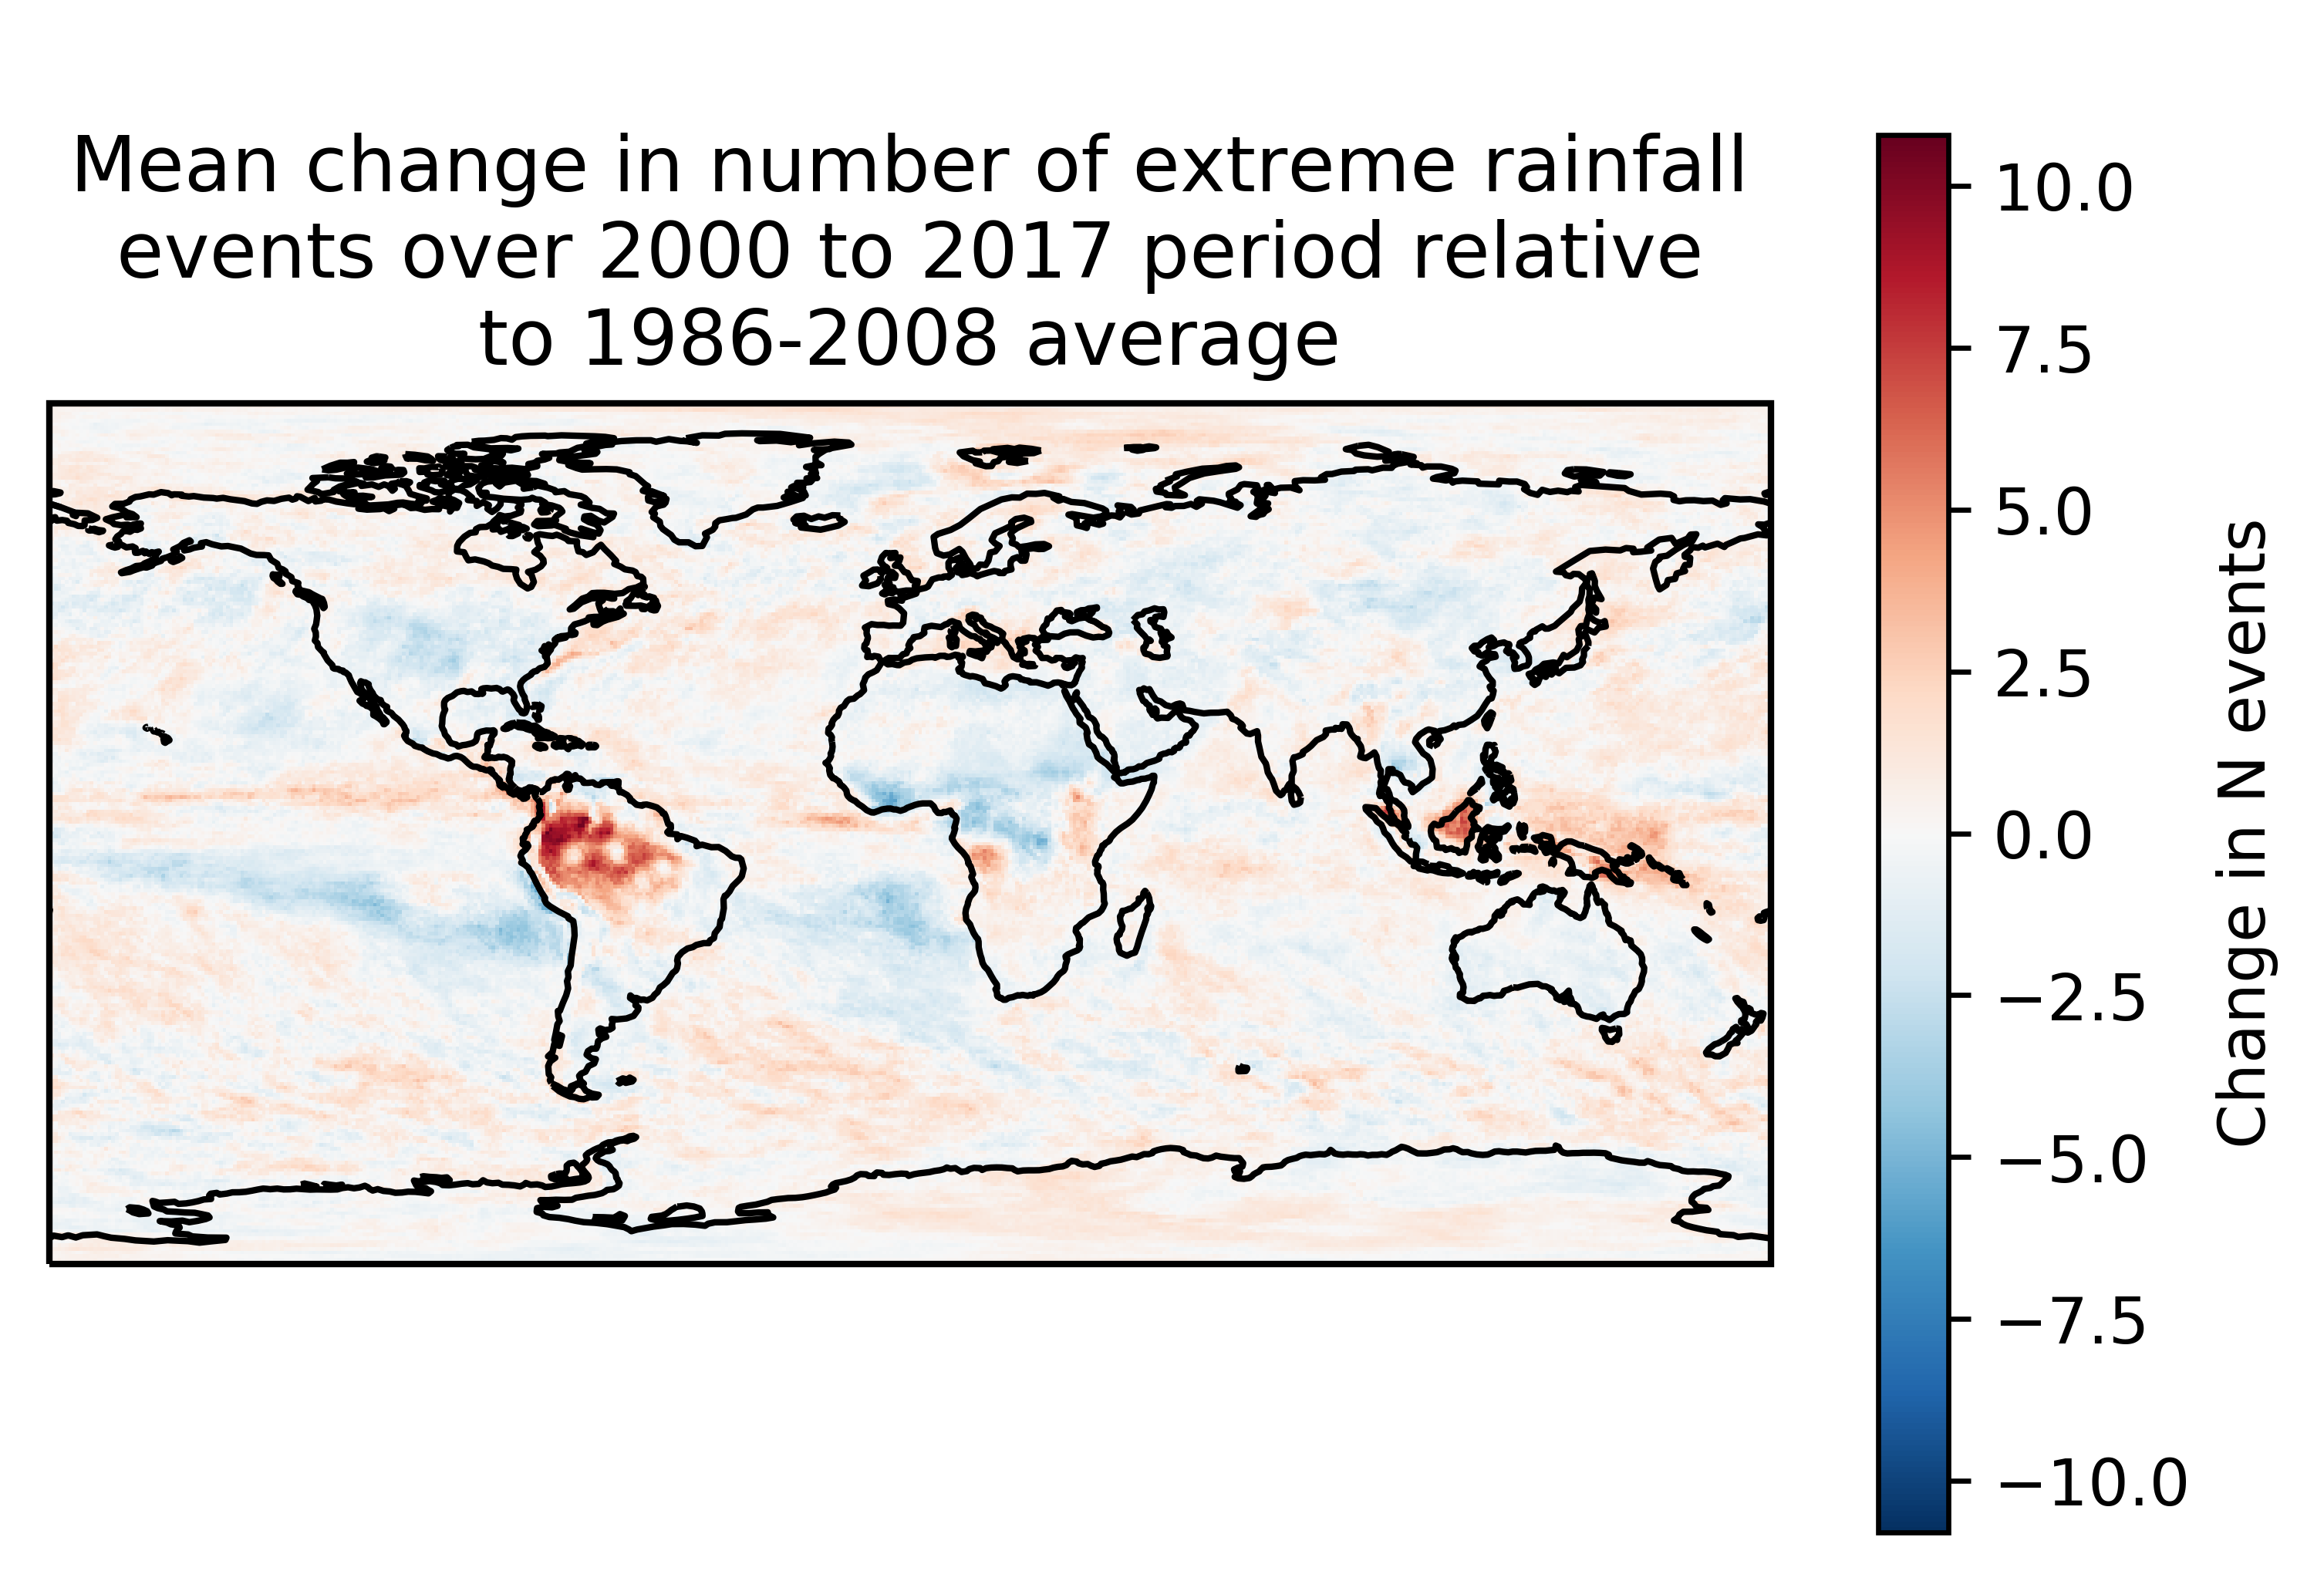 Mean change in number of extreme rainfall
events over 2000 to 2017 period relative
to 1986-2008 average
10.0
7.5
5.0
2.5
0.0
−2.5
−5.0
−7.5
−10.0
Change in N events